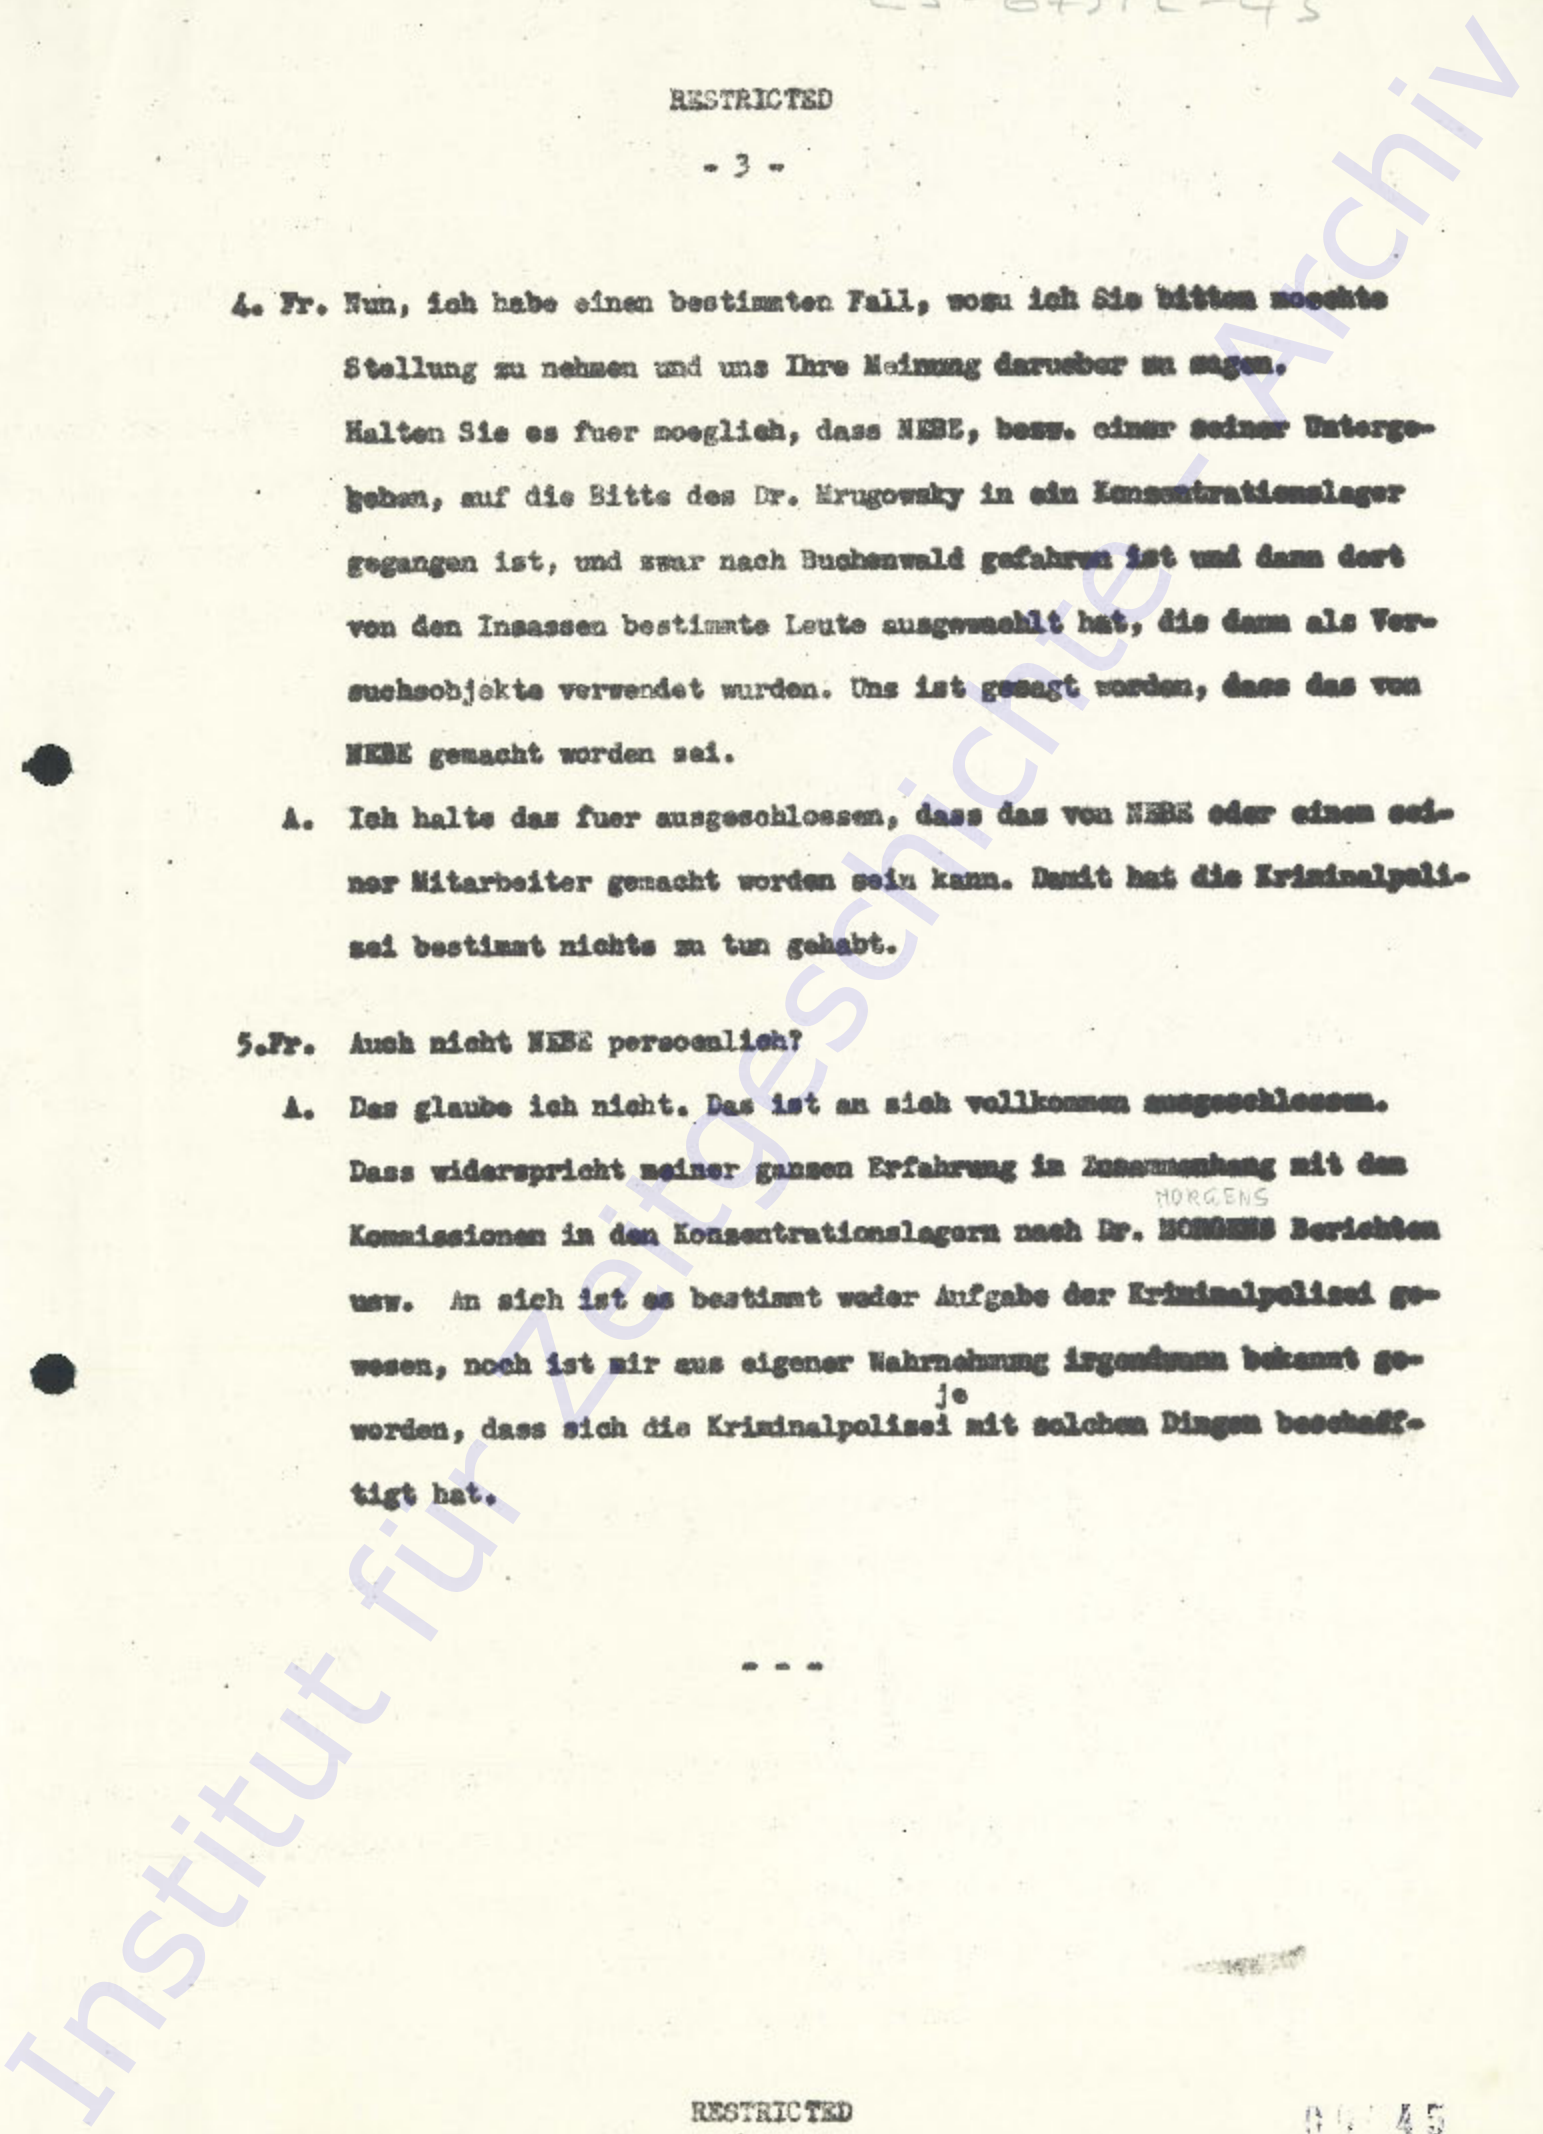 RESTRICTED
- 3 -
4. Fr. Nun, ich habe einen bestimmten Fall, wozu ich Sie bitten moechte
Stellung zu nehmen und uns Ihre Meinung darueber zu sagen.
Halten Sie es fuer moeglich, dass NEBE, bezw. einer seiner Unterge-
benen, auf die Bitte des Dr. Mrugowsky in ein Konzentrationslager
gegangen ist, und zwar nach Buchenwald gefahren ist und dann dort
von den Insassen bestimmte Leute ausgewaehlt hat, die dann als Ver-
suchsobjekte verwendet wurden. Uns ist gesagt worden, dass das von
NEBE gemacht worden sei.
A. Ich halte das fuer ausgeschlossen, dass das von NEBE oder einem sei-
ner Mitarbeiter gemacht worden sein kann. Damit hat die Kriminalpoli-
zei bestimmt nichts zu tun gehabt.
5.Fr. Auch nicht NEBE persoenlich?
A. Das glaube ich nicht. Das ist an sich vollkommen ausgeschlossen.
Dass widerspricht meiner ganzen Erfahrung im Zusammenhang mit den
MORGENS
Kommissionen in den Konzentrationslagern nach Dr. MORGENS Berichten
usw. An sich ist es bestimmt weder Aufgabe der Kriminalpolizei ge-
wesen, noch ist mir aus eigener Wahrnehmung irgendwann bekannt ge-
je
worden, dass sich die Kriminalpolizei mit solchen Dingen beschaef-
tigt hat.
- - -
RESTRICTED
45
Institut für Zeitgeschichte - Archiv